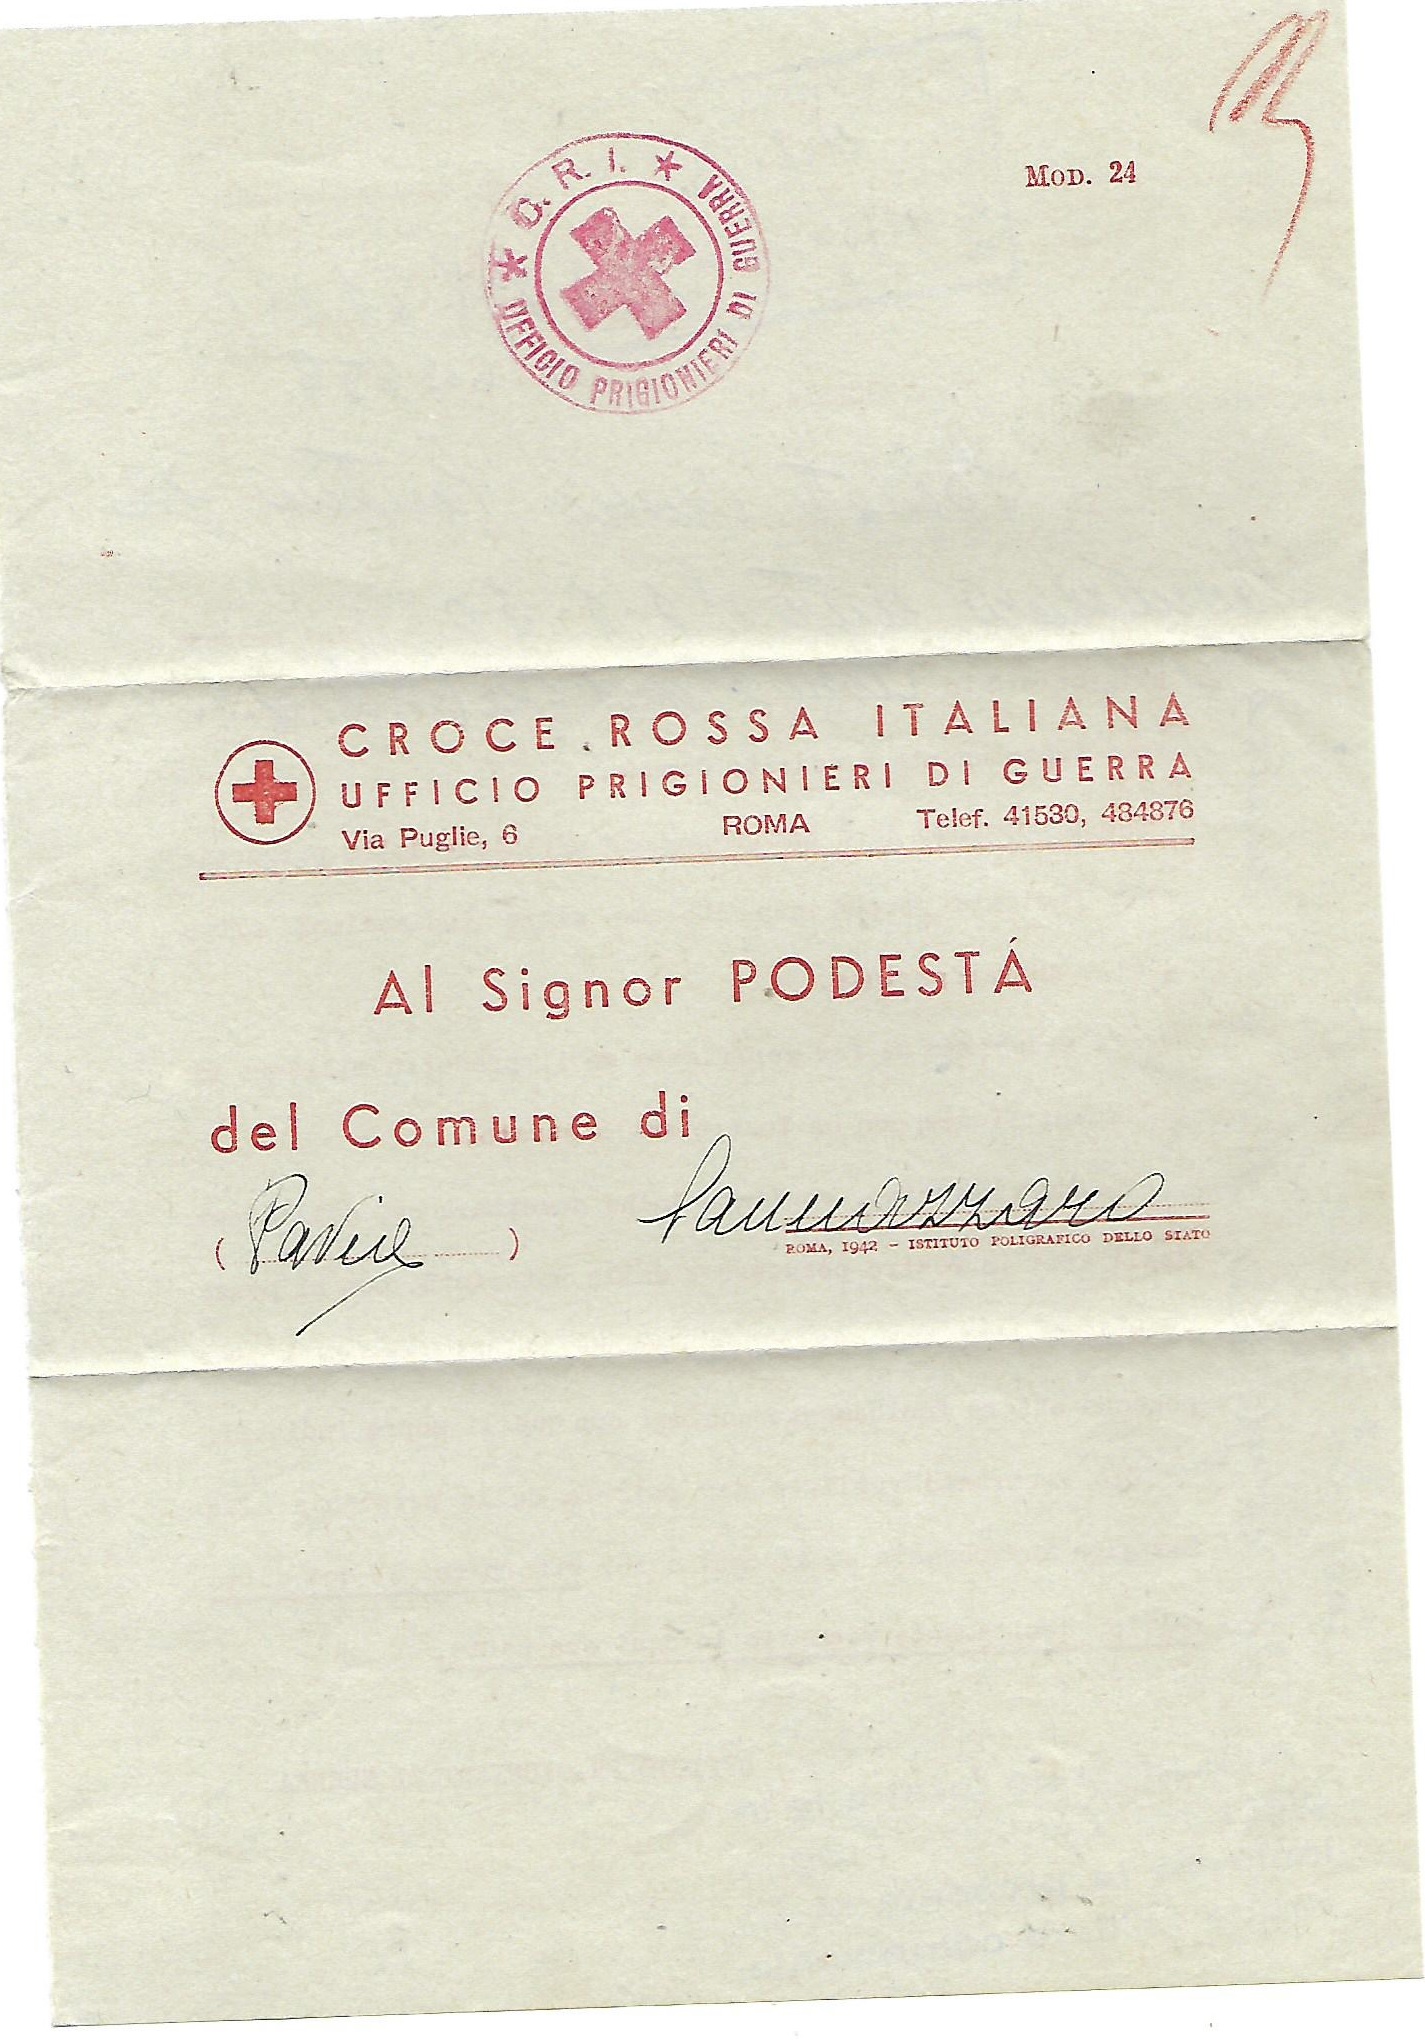 C. R. I. * UFFICIO PRIGIONIERI DI GUERRA *
Mod. 24
CROCE ROSSA ITALIANA
UFFICIO PRIGIONIERI DI GUERRA
Via Puglie, 6 ROMA Telef. 41530, 484876
Al Signor PODESTÁ
del Comune di
Sannazzaro
(Pavia)
ROMA, 1942 - ISTITUTO POLIGRAFICO DELLO STATO